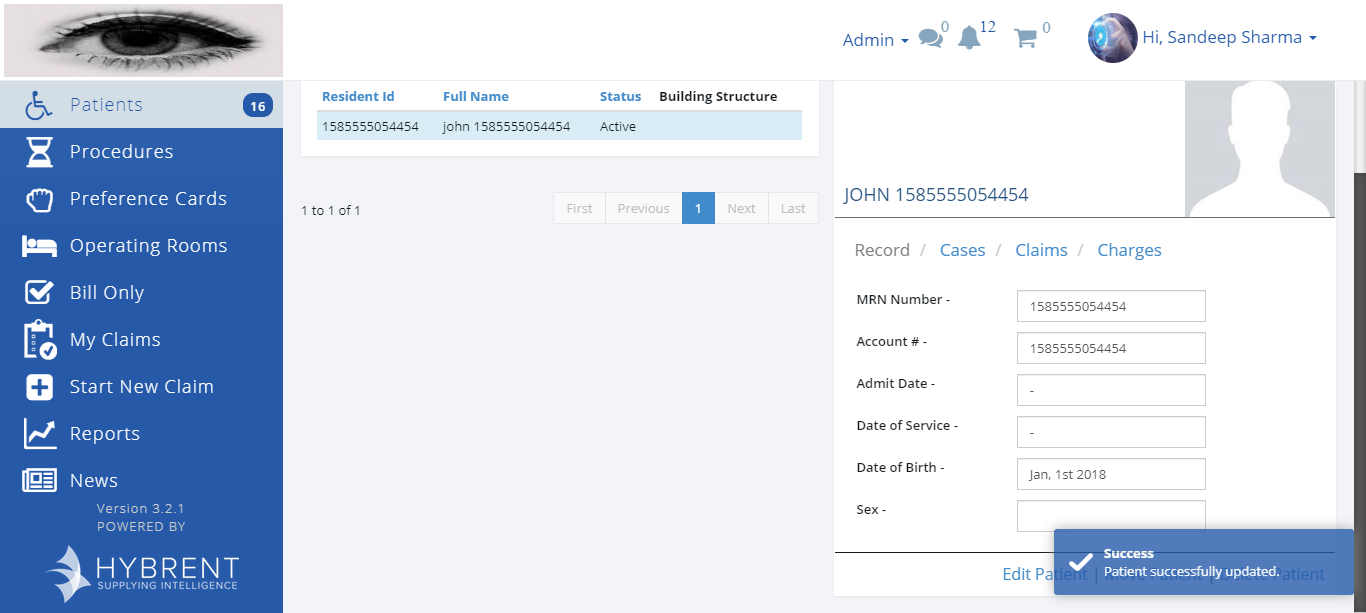 Admin 0 12 0 Hi, Sandeep Sharma
Patients 16
Procedures
Preference Cards
Operating Rooms
Bill Only
My Claims
Start New Claim
Reports
News
Version 3.2.1
POWERED BY
HYBRENT
SUPPLYING INTELLIGENCE
Resident Id Full Name Status Building Structure
1585555054454 john 1585555054454 Active
1 to 1 of 1
First Previous 1 Next Last
JOHN 1585555054454
Record / Cases / Claims / Charges
MRN Number - 1585555054454
Account # - 1585555054454
Admit Date - -
Date of Service - -
Date of Birth - Jan, 1st 2018
Sex -
Success
Patient successfully updated.
Edit Patient | Move Patient | Delete Patient